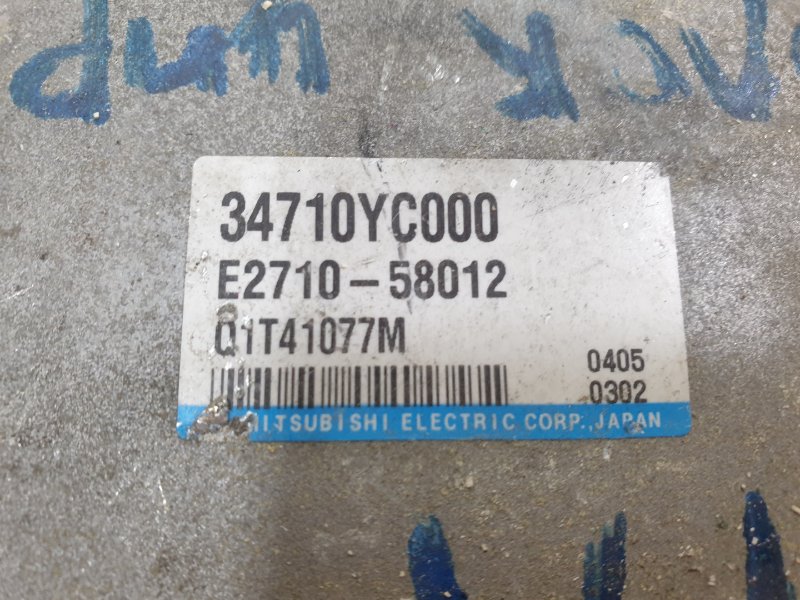 34710YC000
E2710-58012
Q1T41077M
0405
0302
MITSUBISHI ELECTRIC CORP., JAPAN